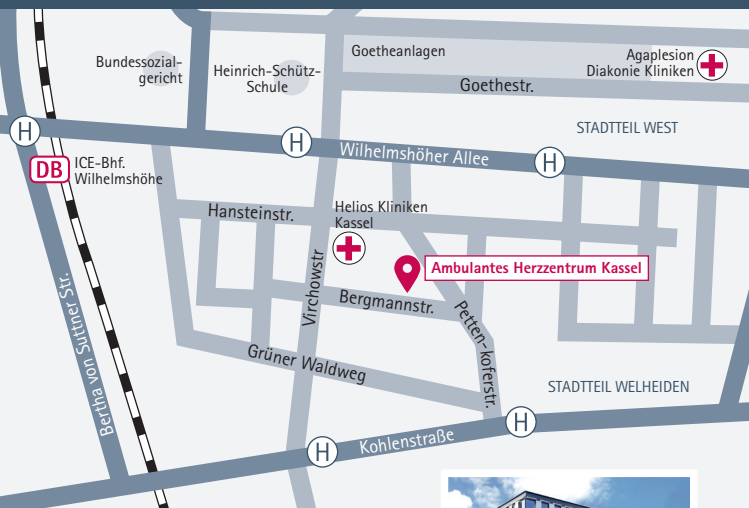 Goetheanlagen
Bundessozial-
gericht
Heinrich-Schütz-
Schule
Agaplesion
Diakonie Kliniken
Goethestr.
STADTTEIL WEST
H
H
H
Wilhelmshöher Allee
DB
ICE-Bhf.
Wilhelmshöhe
Hansteinstr.
Helios Kliniken
Kassel
Virchowstr
Ambulantes Herzzentrum Kassel
Bergmannstr.
Petten-koferstr.
Bertha von Suttner Str.
Grüner Waldweg
STADTTEIL WELHEIDEN
H
H
Kohlenstraße